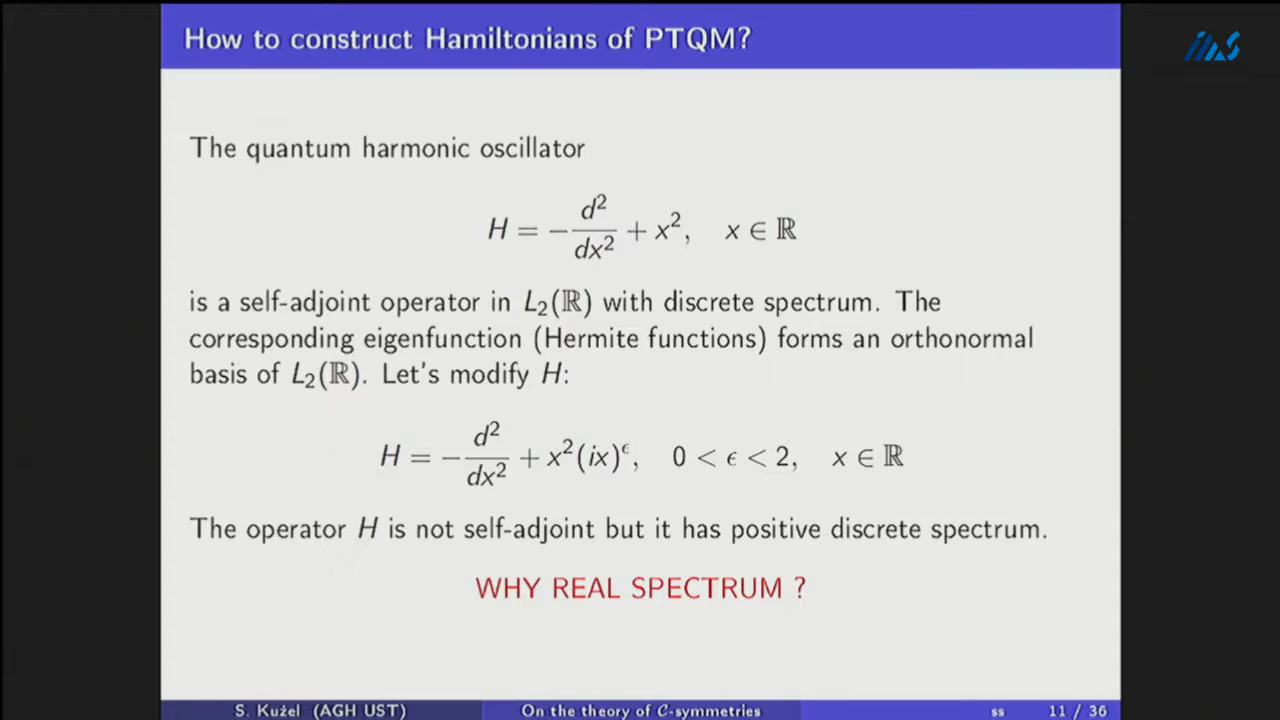 How to construct Hamiltonians of PTQM?
IMS
The quantum harmonic oscillator
H = − d²/dx² + x², x ∈ ℝ
is a self-adjoint operator in L₂(ℝ) with discrete spectrum. The
corresponding eigenfunction (Hermite functions) forms an orthonormal
basis of L₂(ℝ). Let's modify H:
H = − d²/dx² + x²(ix)^ϵ, 0 < ϵ < 2, x ∈ ℝ
The operator H is not self-adjoint but it has positive discrete spectrum.
WHY REAL SPECTRUM ?
S. Kużel (AGH UST) On the theory of 𝒞-symmetries ss 11 / 36